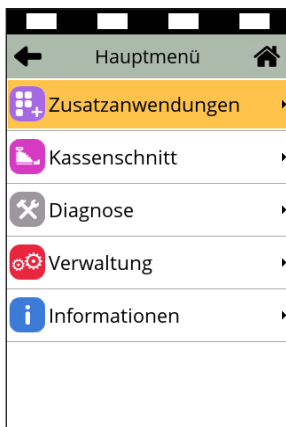 Hauptmenü
Zusatzanwendungen
Kassenschnitt
Diagnose
Verwaltung
Informationen